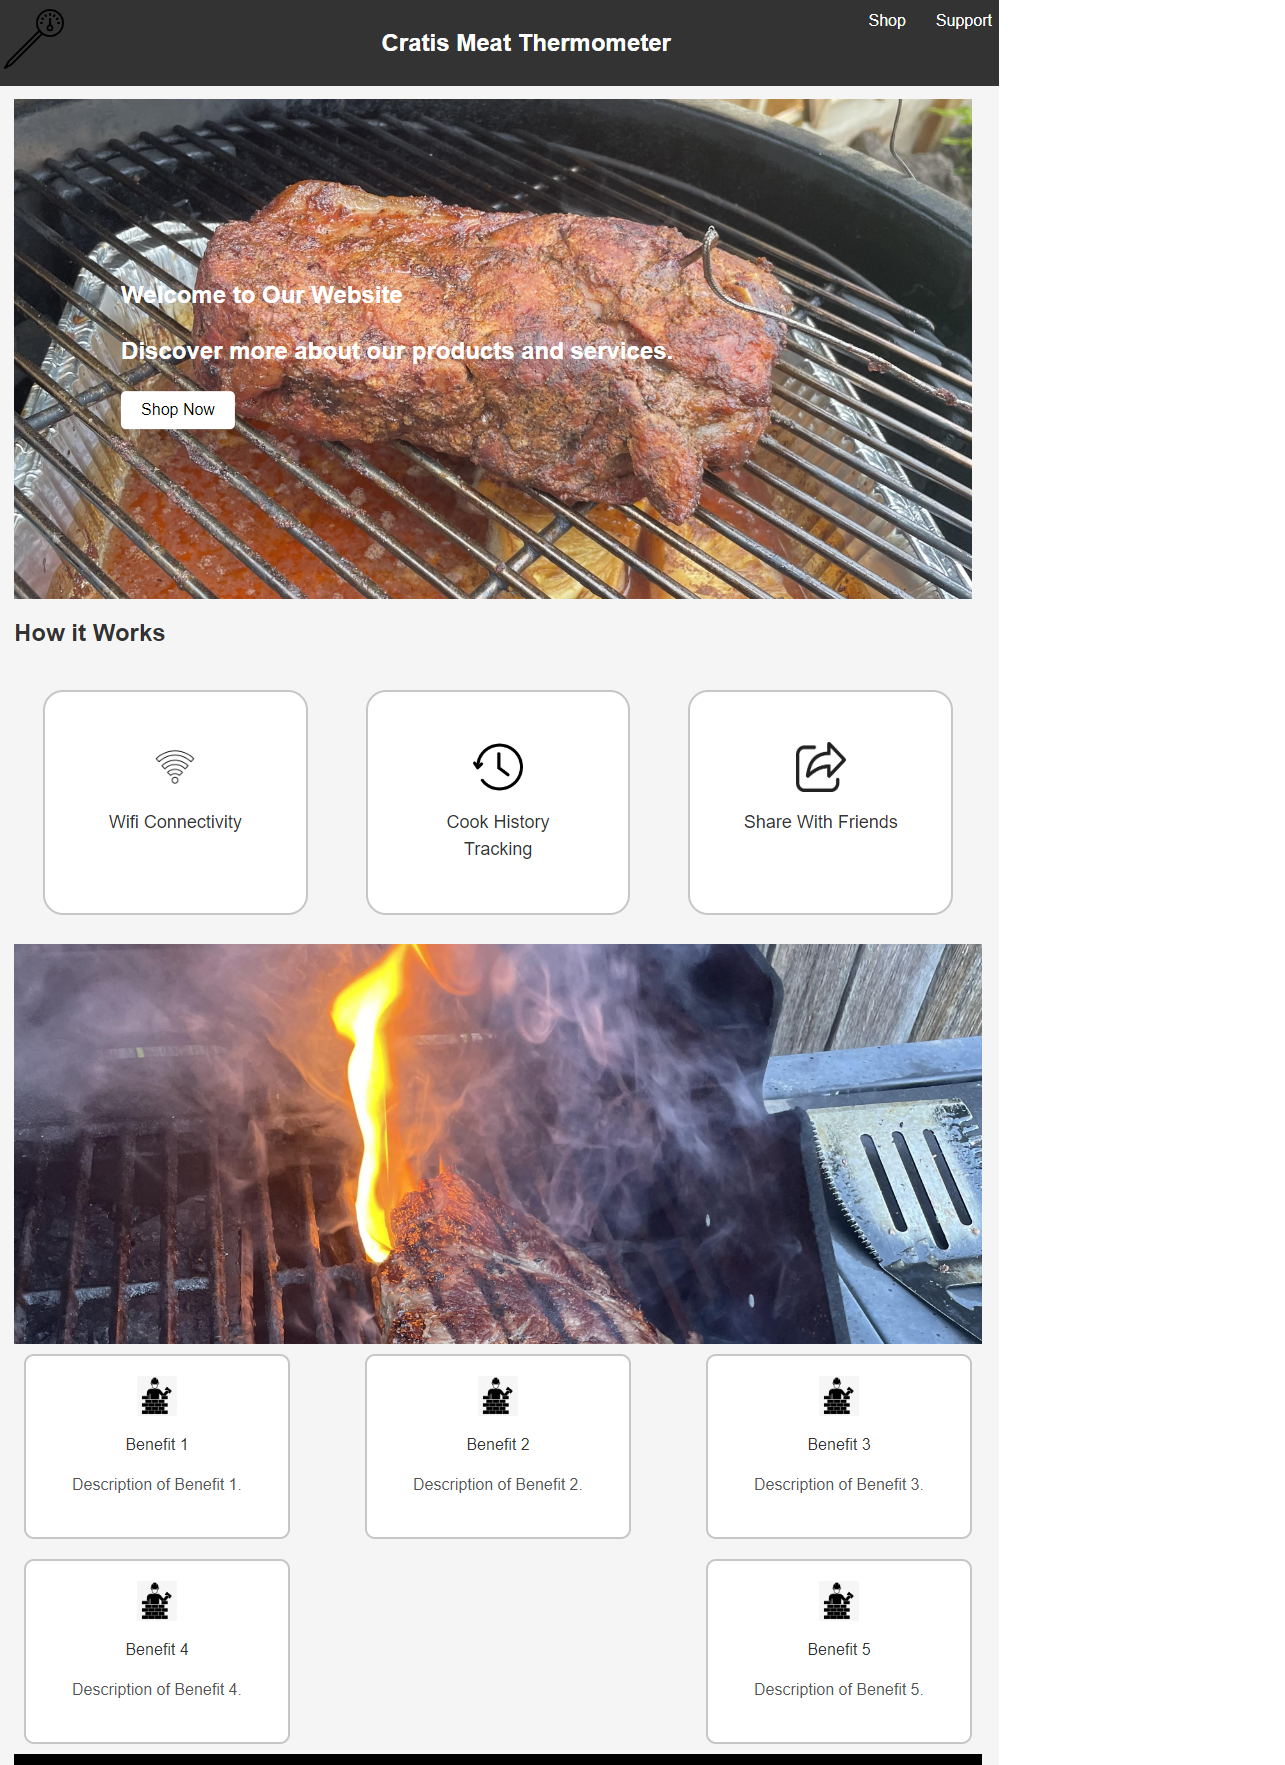 Cratis Meat Thermometer
Shop Support
Welcome to Our Website
Discover more about our products and services.
Shop Now
How it Works
Wifi Connectivity
Cook History
Tracking
Share With Friends
Benefit 1
Description of Benefit 1.
Benefit 2
Description of Benefit 2.
Benefit 3
Description of Benefit 3.
Benefit 4
Description of Benefit 4.
Benefit 5
Description of Benefit 5.